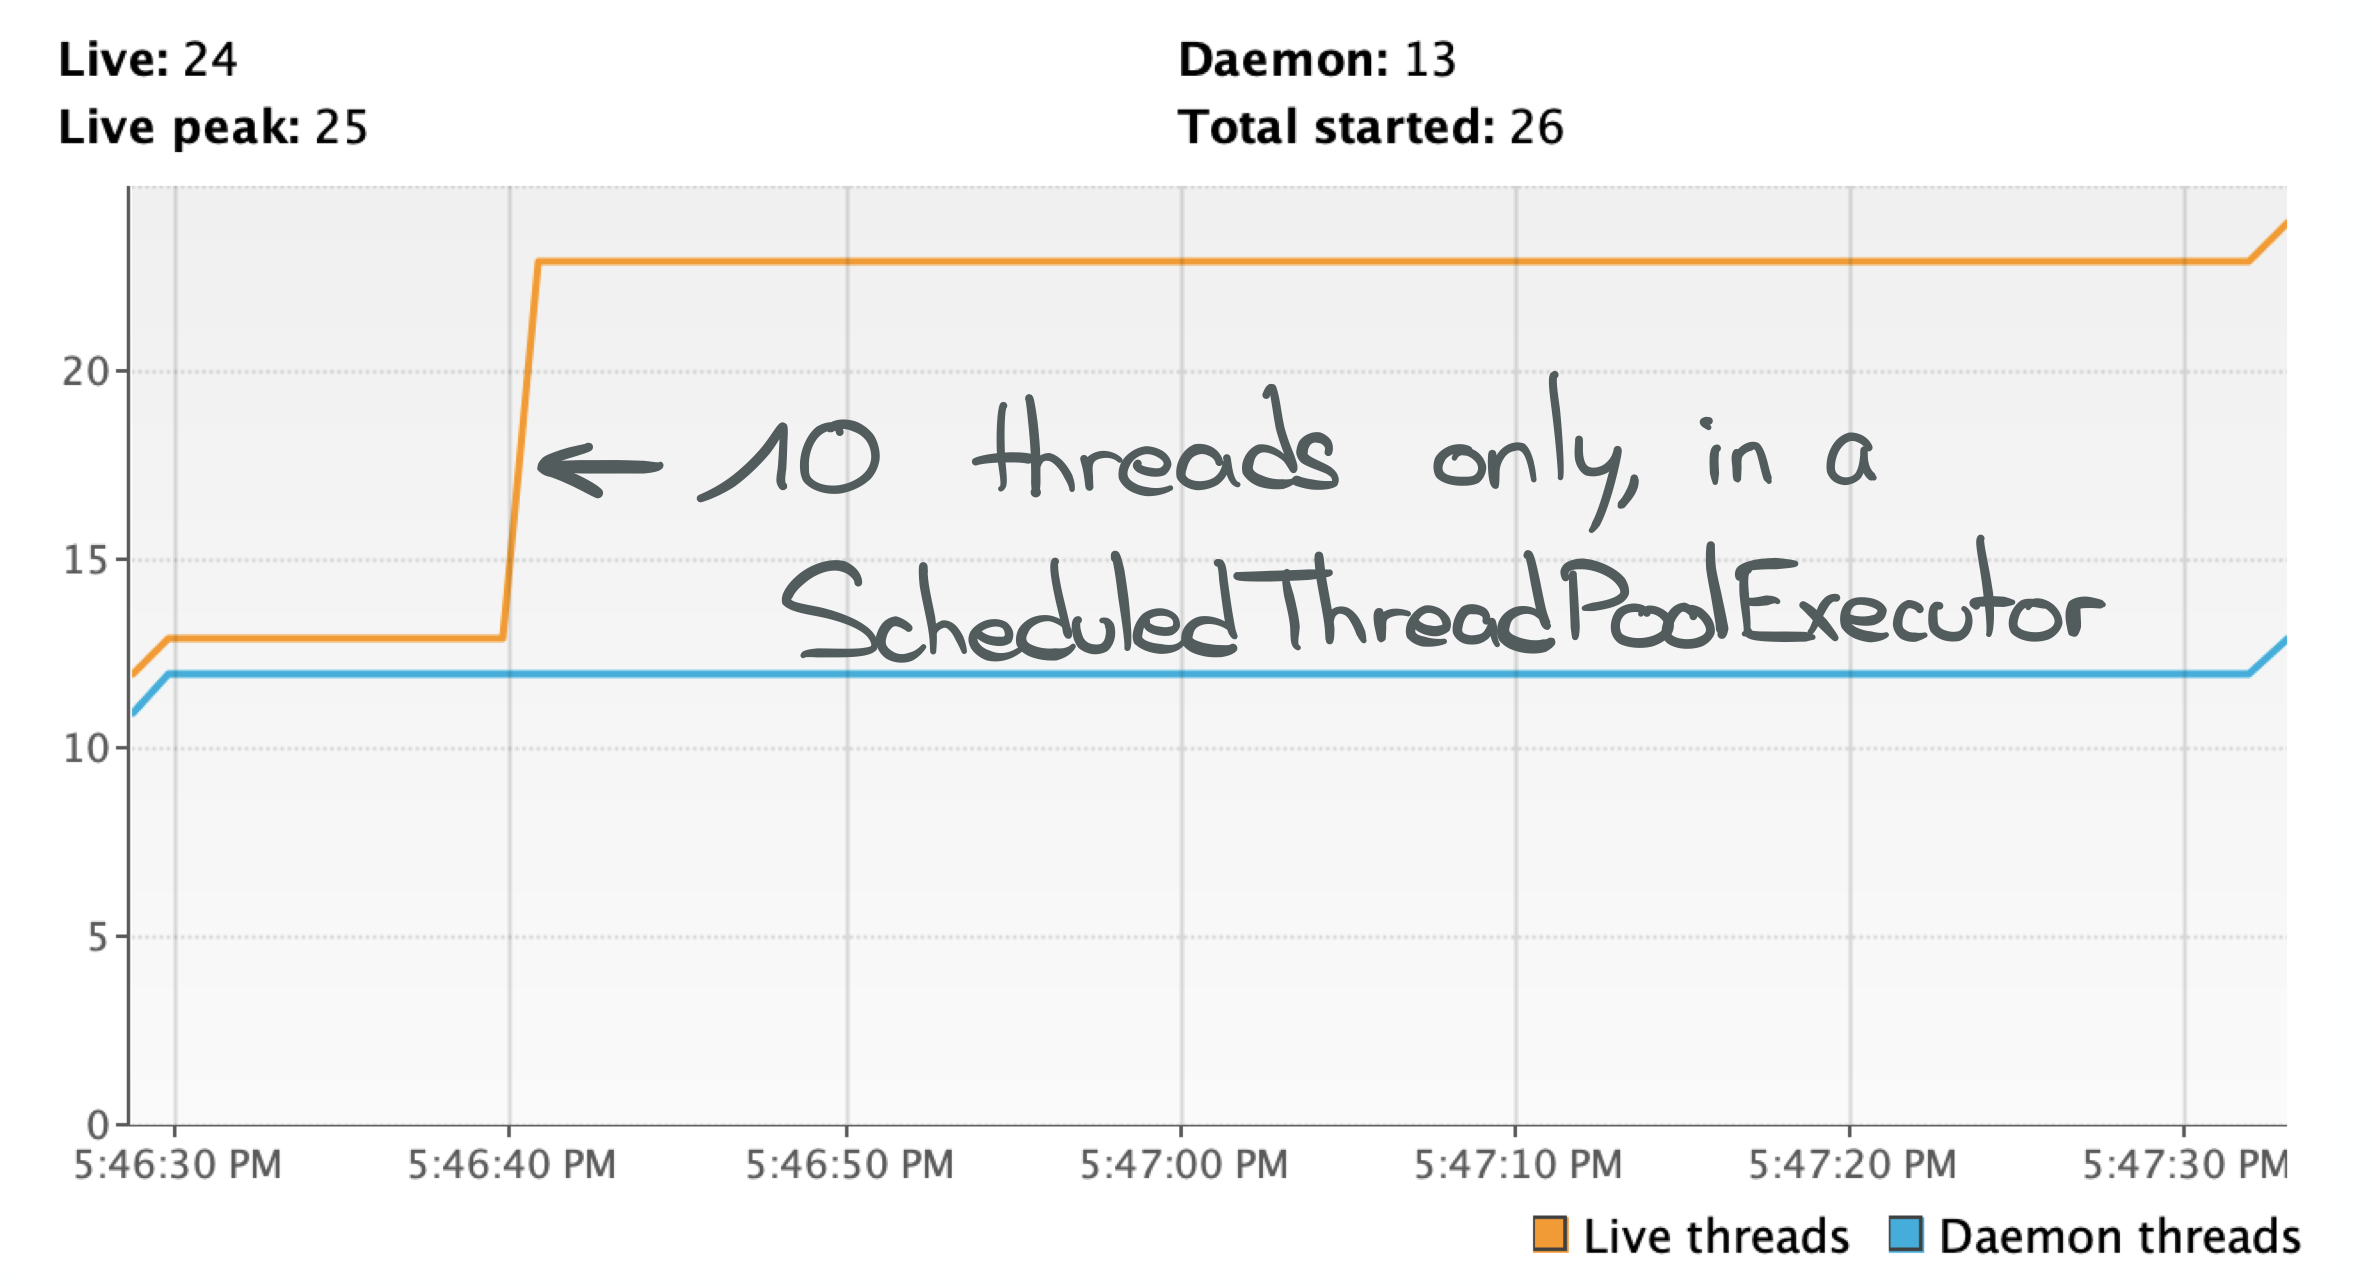 Live: 24
Daemon: 13
Live peak: 25
Total started: 26
20
← 10 threads only, in a
15
ScheduledThreadPoolExecutor
10
5
0
5:46:30 PM 5:46:40 PM 5:46:50 PM 5:47:00 PM 5:47:10 PM 5:47:20 PM 5:47:30 PM
Live threads Daemon threads